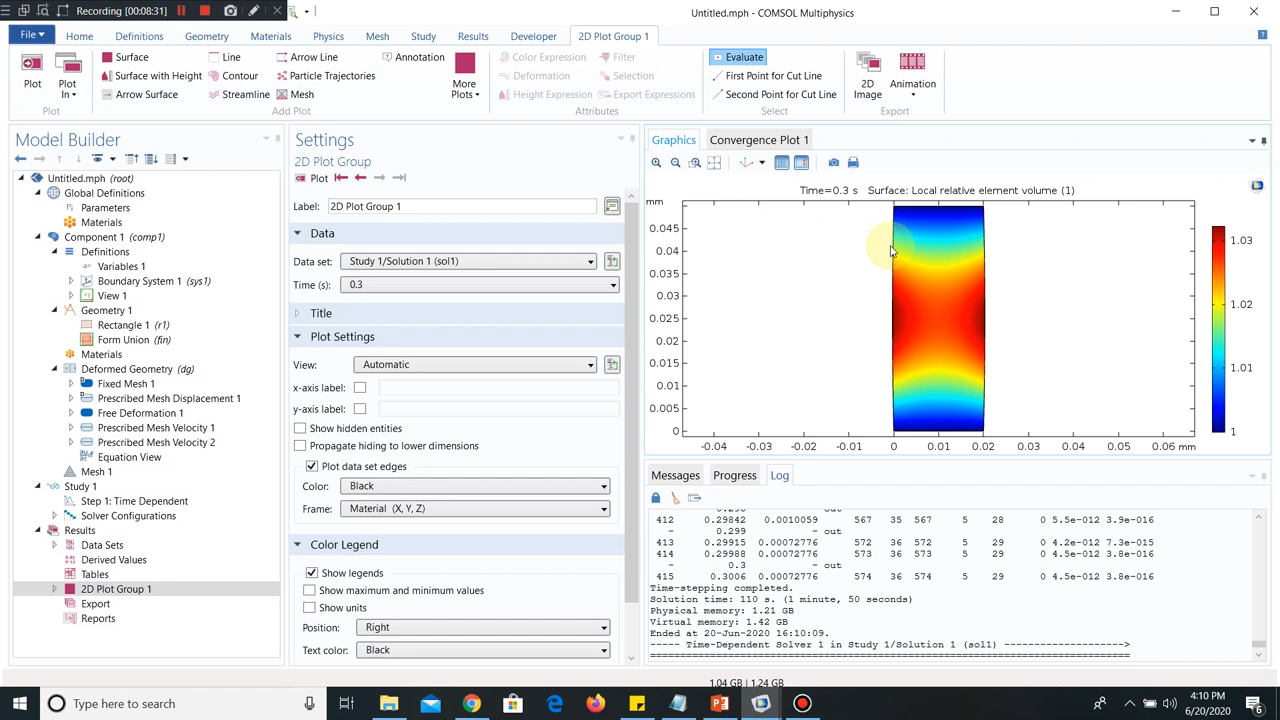 Recording [00:08:31]
Untitled.mph - COMSOL Multiphysics
File
Home
Definitions
Geometry
Materials
Physics
Mesh
Study
Results
Developer
2D Plot Group 1
Plot
Plot In
Plot
Surface
Surface with Height
Arrow Surface
Line
Contour
Streamline
Arrow Line
Particle Trajectories
Mesh
Annotation
More Plots
Add Plot
Color Expression
Deformation
Height Expression
Filter
Selection
Export Expressions
Attributes
Evaluate
First Point for Cut Line
Second Point for Cut Line
Select
2D Image
Animation
Export
Model Builder
Untitled.mph (root)
Global Definitions
Parameters
Materials
Component 1 (comp1)
Definitions
Variables 1
Boundary System 1 (sys1)
View 1
Geometry 1
Rectangle 1 (r1)
Form Union (fin)
Materials
Deformed Geometry (dg)
Fixed Mesh 1
Prescribed Mesh Displacement 1
Free Deformation 1
Prescribed Mesh Velocity 1
Prescribed Mesh Velocity 2
Equation View
Mesh 1
Study 1
Step 1: Time Dependent
Solver Configurations
Results
Data Sets
Derived Values
Tables
2D Plot Group 1
Export
Reports
Settings
2D Plot Group 1
Plot
Label: 2D Plot Group 1
Data
Data set: Study 1/Solution 1 (sol1)
Time (s): 0.3
Title
Plot Settings
View: Automatic
x-axis label:
y-axis label:
Show hidden entities
Propagate hiding to lower dimensions
Plot data set edges
Color: Black
Frame: Material (X, Y, Z)
Color Legend
Show legends
Show maximum and minimum values
Show units
Position: Right
Text color: Black
Graphics
Convergence Plot 1
Time=0.3 s Surface: Local relative element volume (1)
mm
0.045
0.04
0.035
0.03
0.025
0.02
0.015
0.01
0.005
0
-0.04 -0.03 -0.02 -0.01 0 0.01 0.02 0.03 0.04 0.05 0.06 mm
1.03
1.02
1.01
1
Messages
Progress
Log
412 0.29842 0.0010059 567 35 567 5 28 0 5.5e-012 3.9e-016
- 0.299 - out
413 0.29915 0.00072776 572 36 572 5 29 0 4.2e-012 7.3e-015
414 0.29988 0.00072776 573 36 573 5 29 0 4.5e-012 3.8e-016
- 0.3 - out
415 0.3006 0.00072776 574 36 574 5 29 0 4.5e-012 3.8e-016
Time-stepping completed.
Solution time: 110 s. (1 minute, 50 seconds)
Physical memory: 1.21 GB
Virtual memory: 1.42 GB
Ended at 20-Jun-2020 16:10:09.
----- Time-Dependent Solver 1 in Study 1/Solution 1 (sol1) -------------------->
1.04 GB | 1.24 GB
Type here to search
4:10 PM
6/20/2020
6